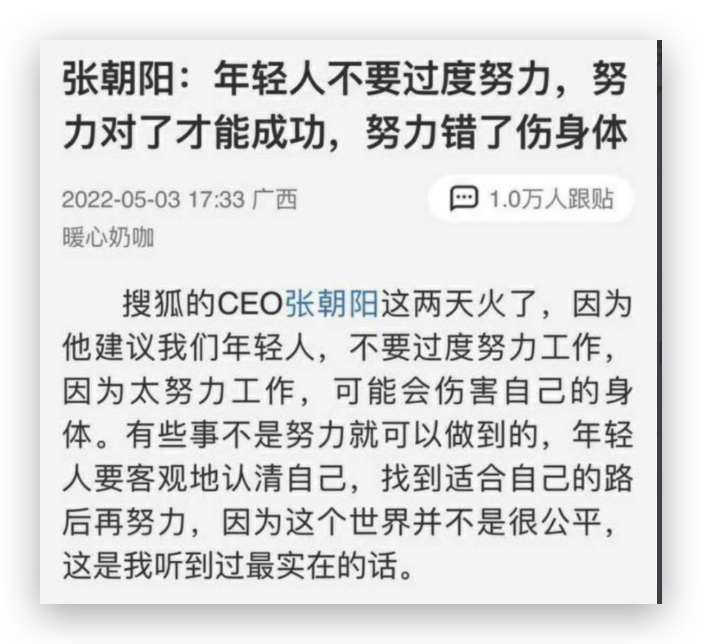 张朝阳：年轻人不要过度努力，努
力对了才能成功，努力错了伤身体
2022-05-03 17:33 广西
1.0万人跟贴
暖心奶咖
搜狐的CEO张朝阳这两天火了，因为
他建议我们年轻人，不要过度努力工作，
因为太努力工作，可能会伤害自己的身
体。有些事不是努力就可以做到的，年轻
人要客观地认清自己，找到适合自己的路
后再努力，因为这个世界并不是很公平，
这是我听到过最实在的话。